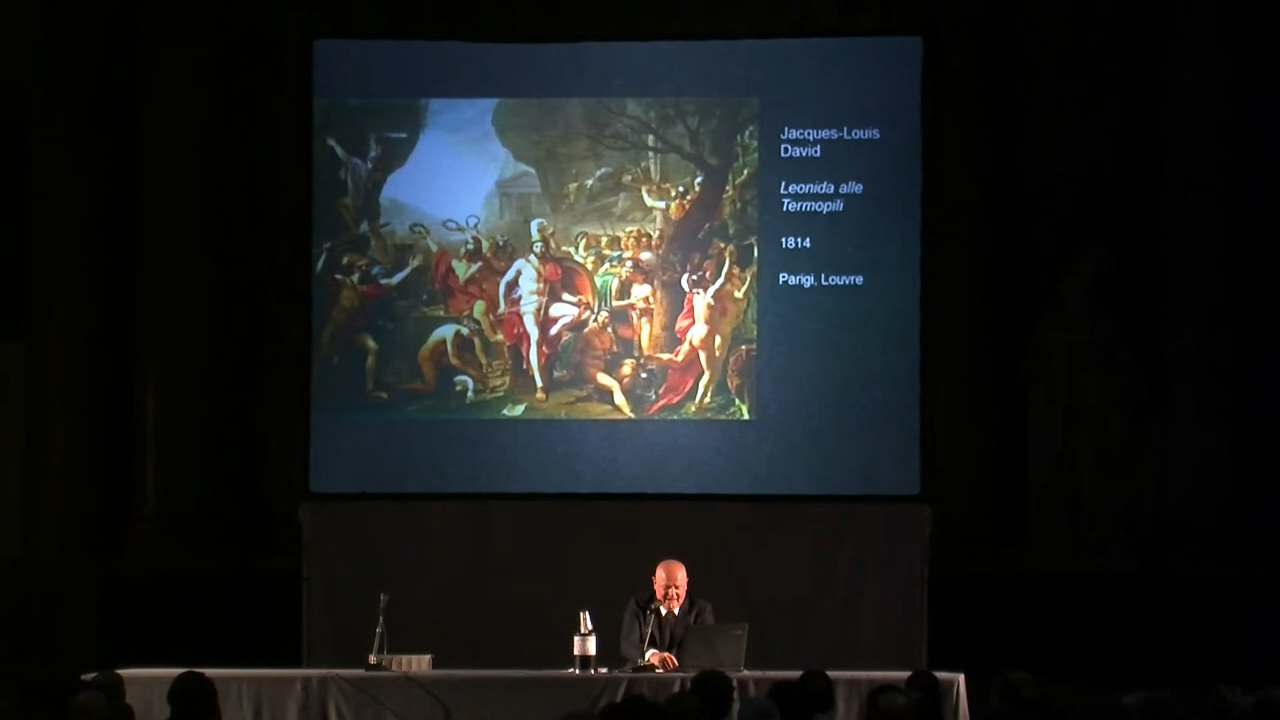 Jacques-Louis
David
Leonida alle
Termopili
1814
Parigi, Louvre